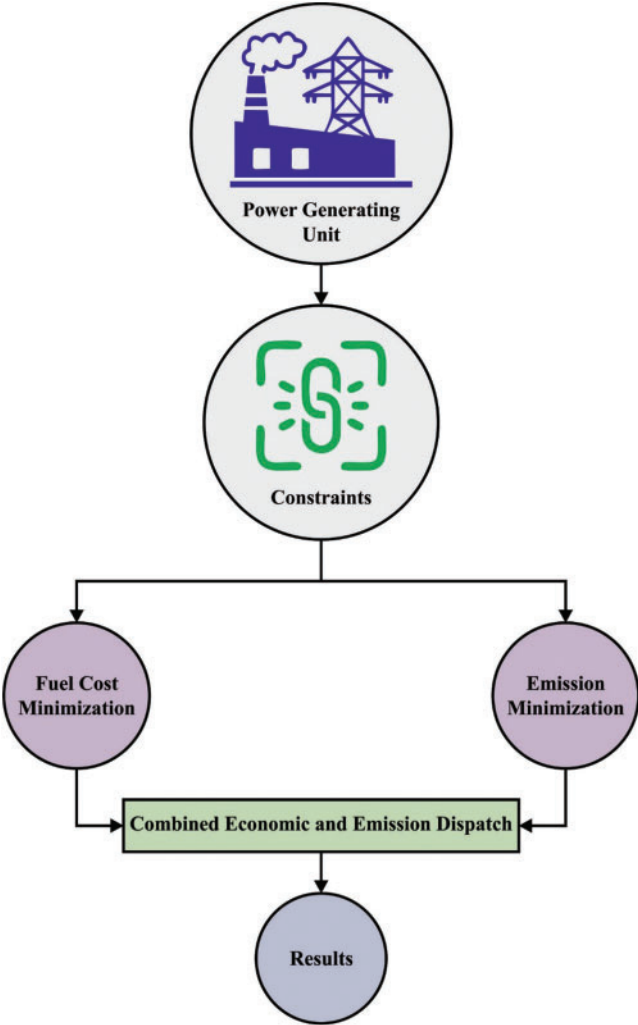 Power Generating
Unit
Constraints
Fuel Cost
Minimization
Emission
Minimization
Combined Economic and Emission Dispatch
Results